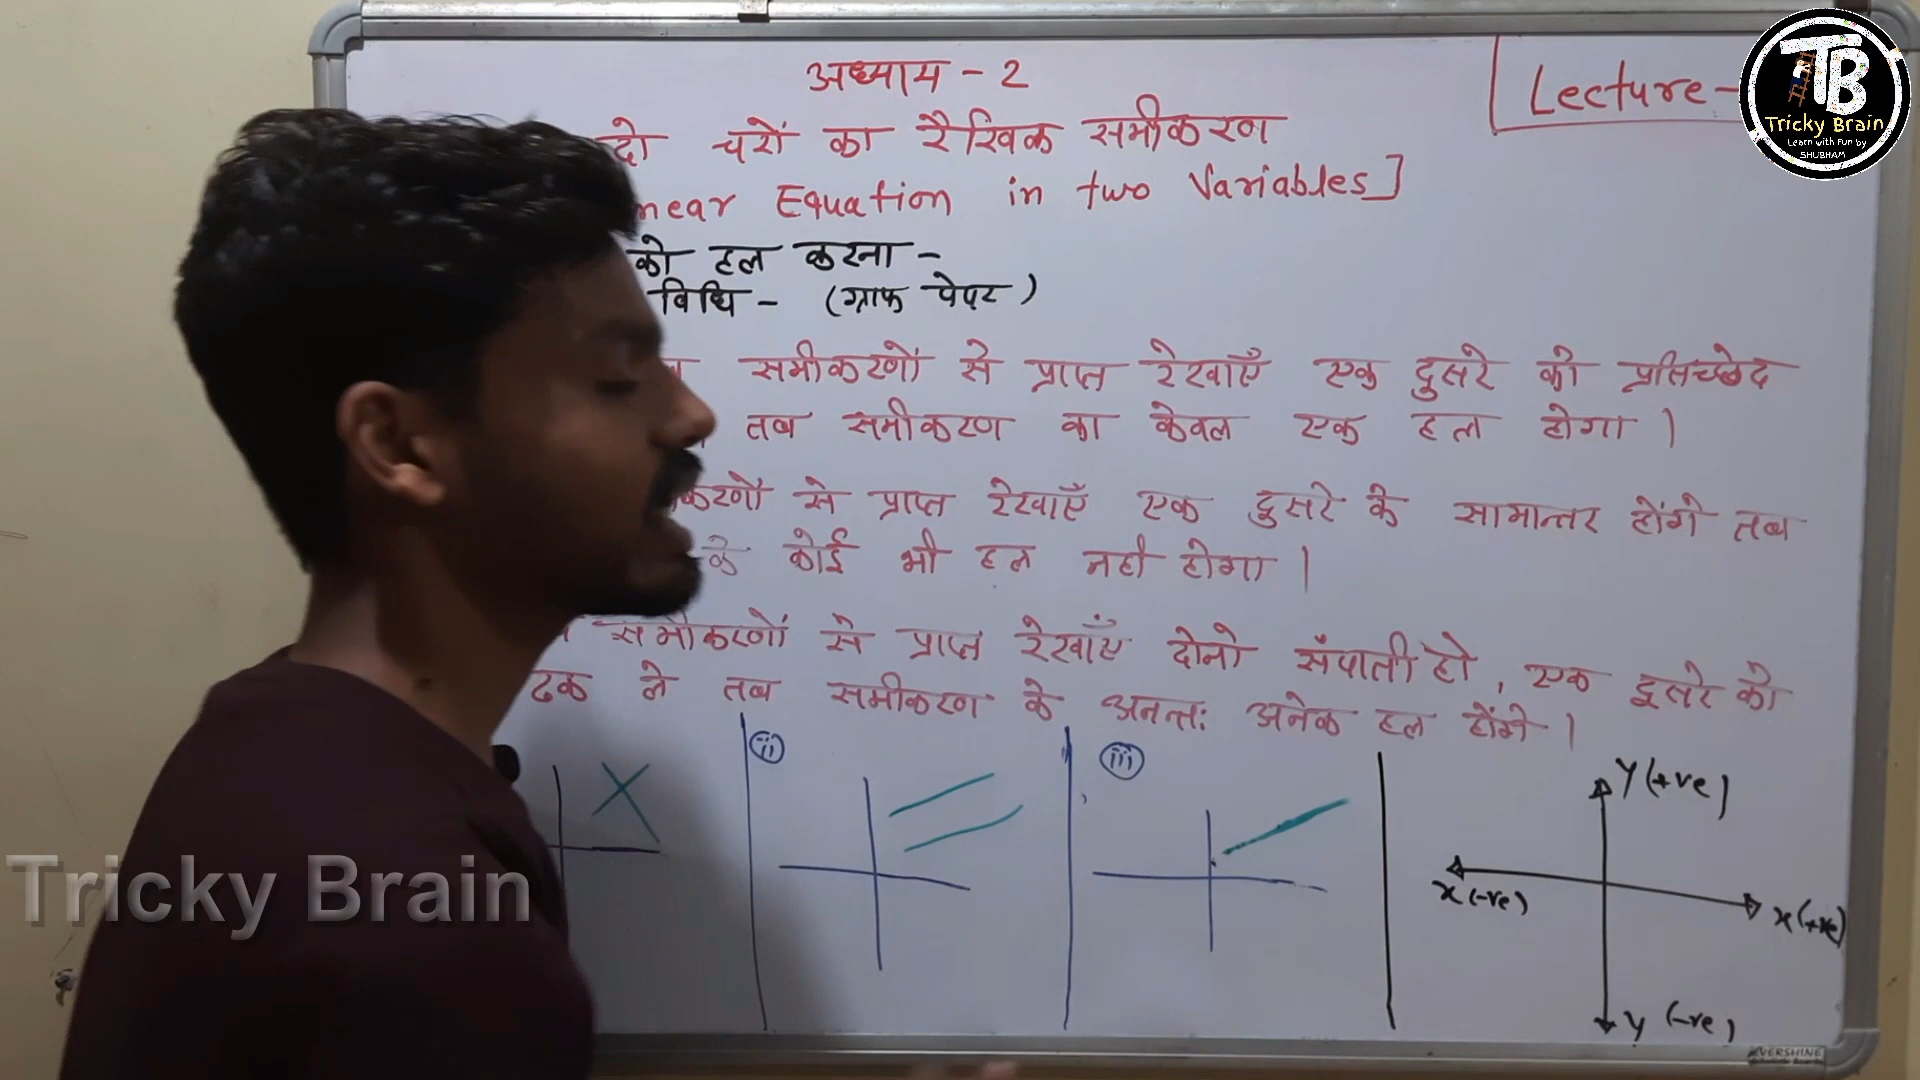 अध्याय - 2
[Lecture-
TB
Tricky Brain
Learn with Fun by
SHUBHAM
दो चरों का रैखिक समीकरण
near Equation in two Variables]
को हल करना -
विधि - (ग्राफ पेपर)
समीकरणों से प्राप्त रेखाएँ एक दुसरे को प्रतिच्छेद
तब समीकरण का केवल एक हल होगा ।
करणों से प्राप्त रेखाएँ एक दुसरे के सामान्तर होंगे तब
के कोई भी हल नही होगा ।
समीकरणों से प्राप्त रेखाँए दोनो संपाती हो, एक दुसरे को
ढक ले तब समीकरण के अनन्तः अनेक हल होंगे ।
ii
iii
Y (+ve)
x (-ve)
x (+ve)
Y (-ve)
Tricky Brain